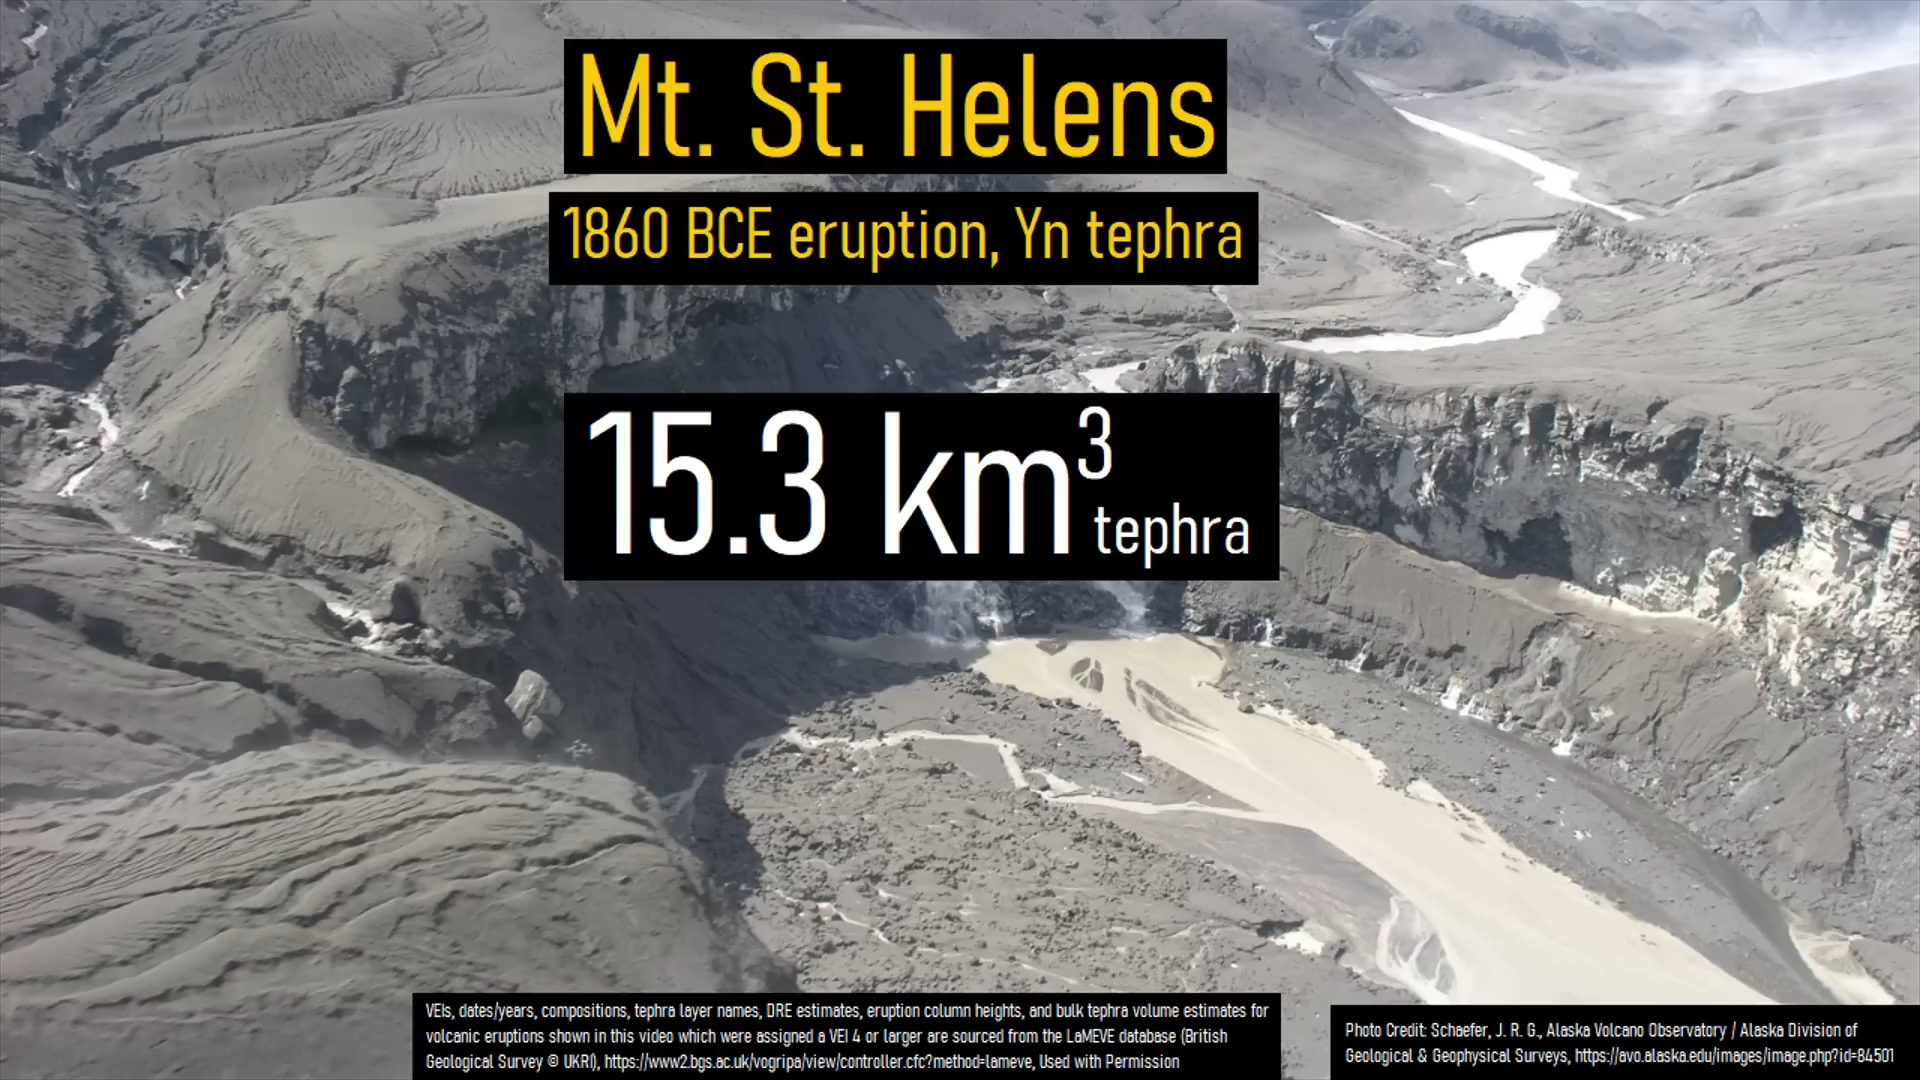 Mt. St. Helens
1860 BCE eruption, Yn tephra
15.3 km³ tephra
VEIs, dates/years, compositions, tephra layer names, DRE estimates, eruption column heights, and bulk tephra volume estimates for
volcanic eruptions shown in this video which were assigned a VEI 4 or larger are sourced from the LaMEVE database (British
Geological Survey © UKRI), https://www2.bgs.ac.uk/vogripa/view/controller.cfc?method=lameve, Used with Permission
Photo Credit: Schaefer, J. R. G., Alaska Volcano Observatory / Alaska Division of
Geological & Geophysical Surveys, https://avo.alaska.edu/images/image.php?id=84501